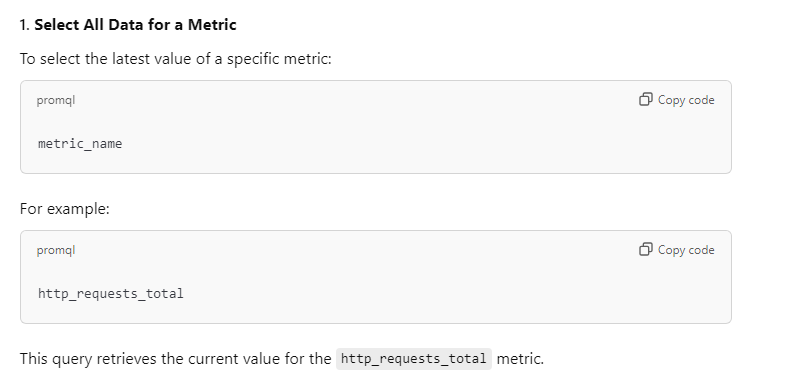 1. Select All Data for a Metric
To select the latest value of a specific metric:
promql
Copy code
metric_name
For example:
promql
Copy code
http_requests_total
This query retrieves the current value for the http_requests_total metric.